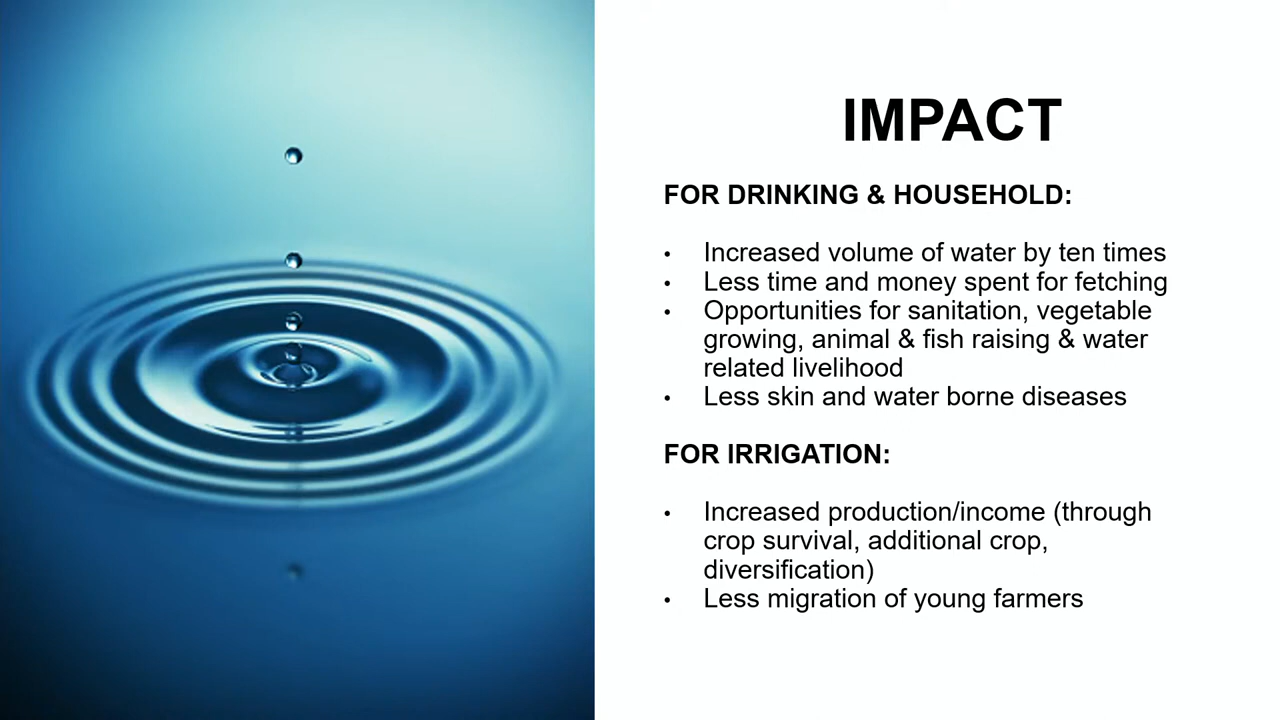 IMPACT
FOR DRINKING & HOUSEHOLD:
• Increased volume of water by ten times
• Less time and money spent for fetching
• Opportunities for sanitation, vegetable
growing, animal & fish raising & water
related livelihood
• Less skin and water borne diseases
FOR IRRIGATION:
• Increased production/income (through
crop survival, additional crop,
diversification)
• Less migration of young farmers